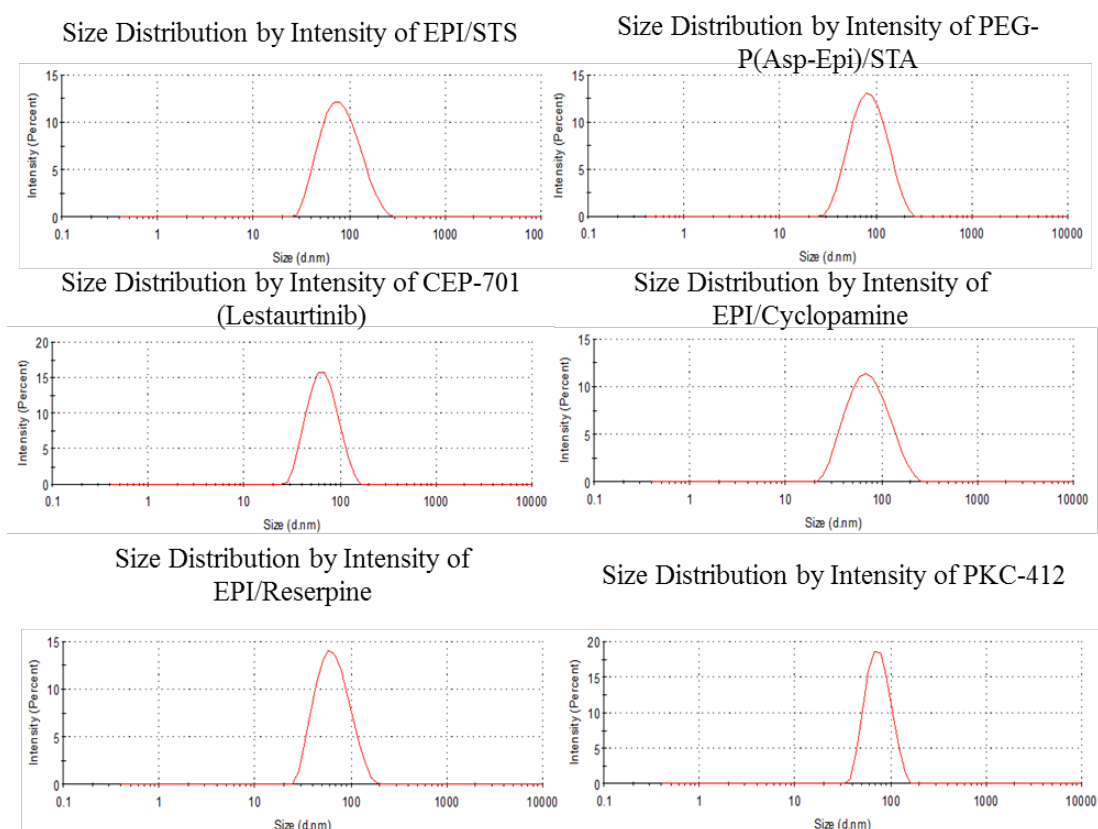 Size Distribution by Intensity of EPI/STS
15
10
5
0
Intensity (Percent)
0.1 1 10 100 1000 100
Size (d.nm)
Size Distribution by Intensity of PEG-
P(Asp-Epi)/STA
15
10
5
0
Intensity (Percent)
0.1 1 10 100 1000 10000
Size (d.nm)
Size Distribution by Intensity of CEP-701
(Lestaurtinib)
20
15
10
5
0
Intensity (Percent)
0.1 1 10 100 1000 10000
Size (d.nm)
Size Distribution by Intensity of
EPI/Cyclopamine
15
10
5
0
Intensity (Percent)
0.1 1 10 100 1000 10000
Size (d.nm)
Size Distribution by Intensity of
EPI/Reserpine
15
10
5
0
Intensity (Percent)
0.1 1 10 100 1000 10000
Size (d.nm)
Size Distribution by Intensity of PKC-412
20
15
10
5
0
Intensity (Percent)
0.1 1 10 100 1000 10000
Size (d.nm)